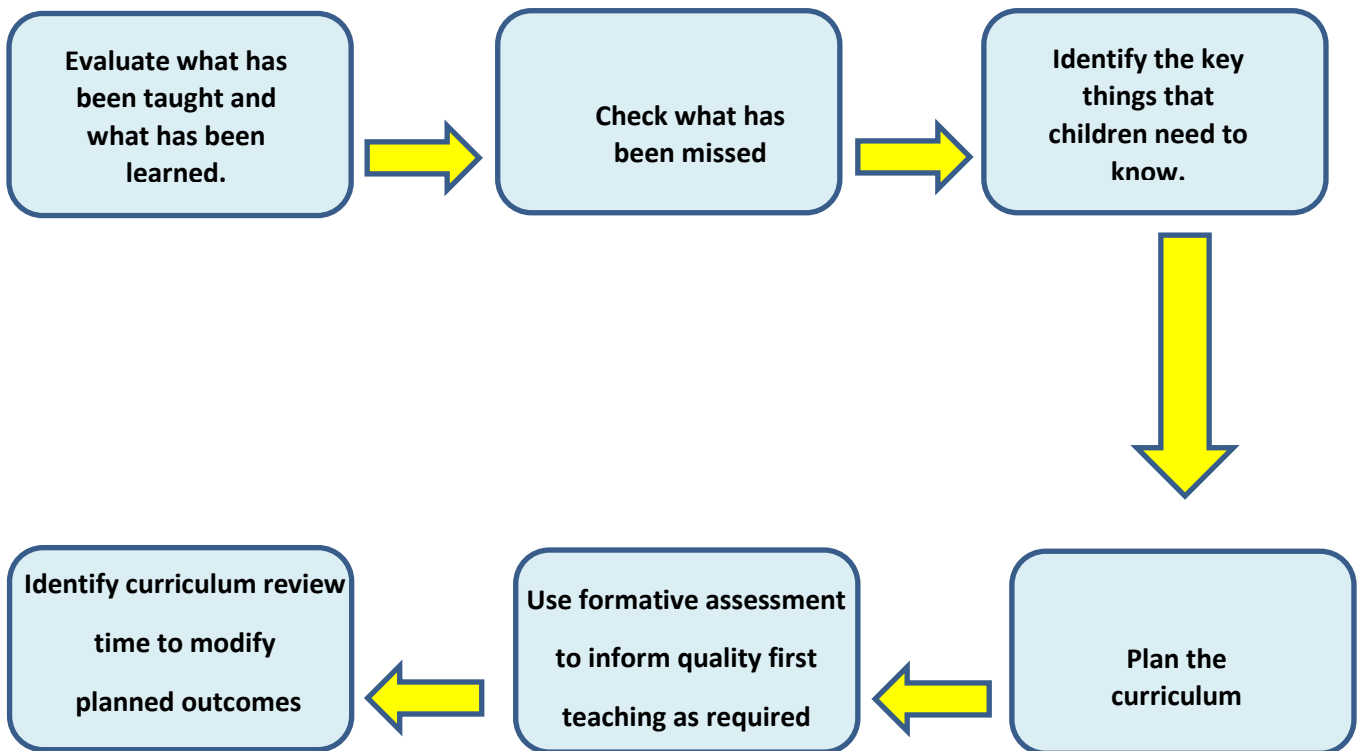 Evaluate what has
been taught and
what has been
learned.
Check what has
been missed
Identify the key
things that
children need to
know.
Plan the
curriculum
Use formative assessment
to inform quality first
teaching as required
Identify curriculum review
time to modify
planned outcomes